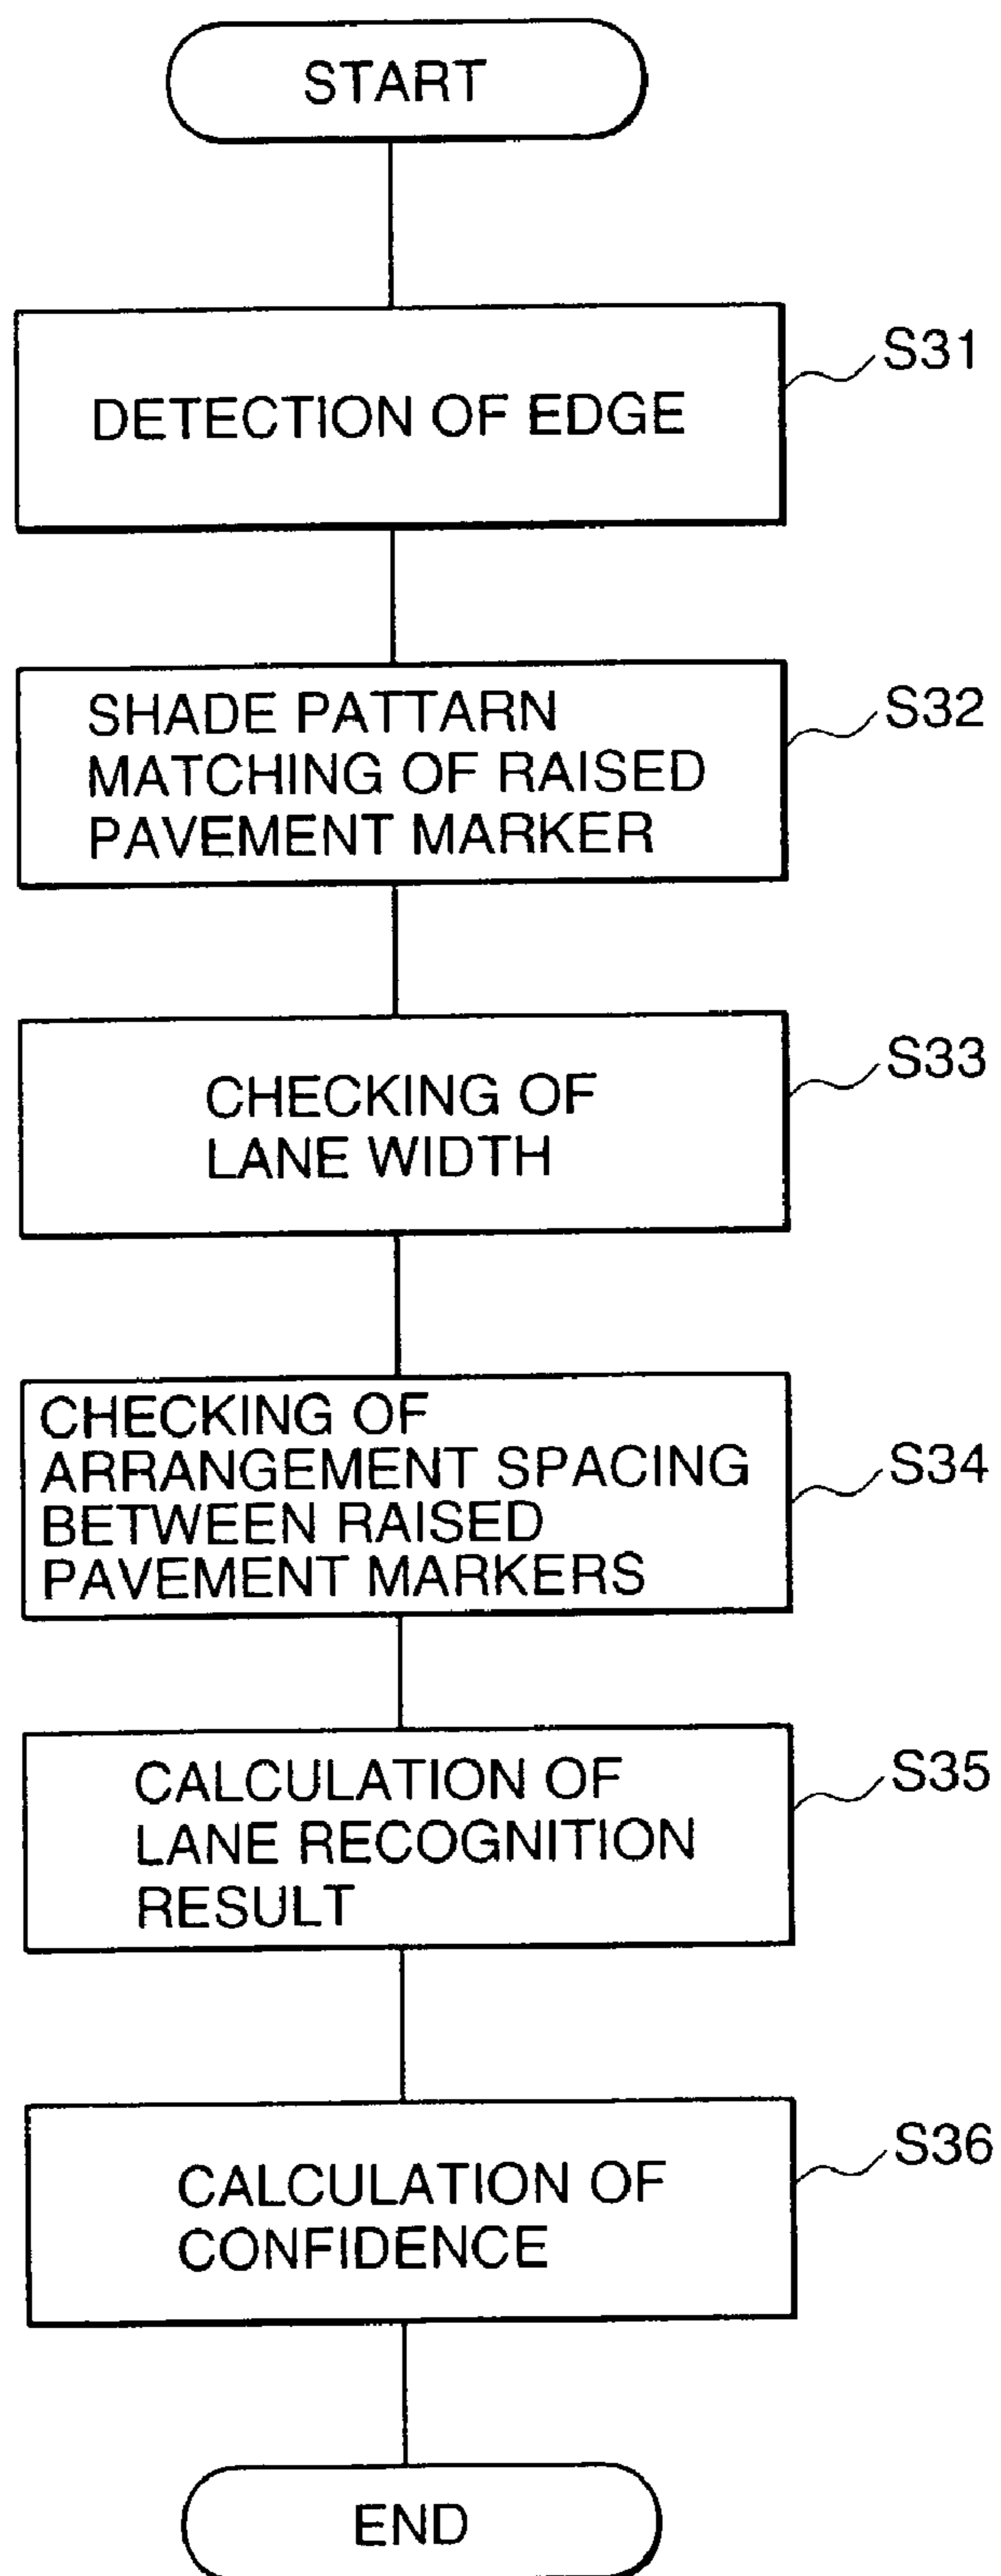 START
DETECTION OF EDGE
S31
SHADE PATTARN
MATCHING OF RAISED
PAVEMENT MARKER
S32
CHECKING OF
LANE WIDTH
S33
CHECKING OF
ARRANGEMENT SPACING
BETWEEN RAISED
PAVEMENT MARKERS
S34
CALCULATION OF
LANE RECOGNITION
RESULT
S35
CALCULATION OF
CONFIDENCE
S36
END